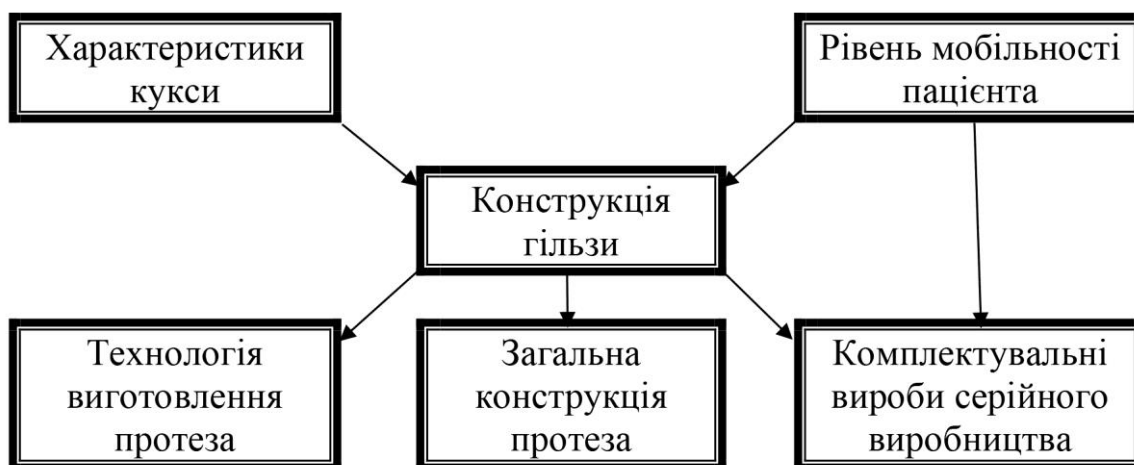 Характеристики
кукси
Рівень мобільності
пацієнта
Конструкція
гільзи
Технологія
виготовлення
протеза
Загальна
конструкція
протеза
Комплектувальні
вироби серійного
виробництва